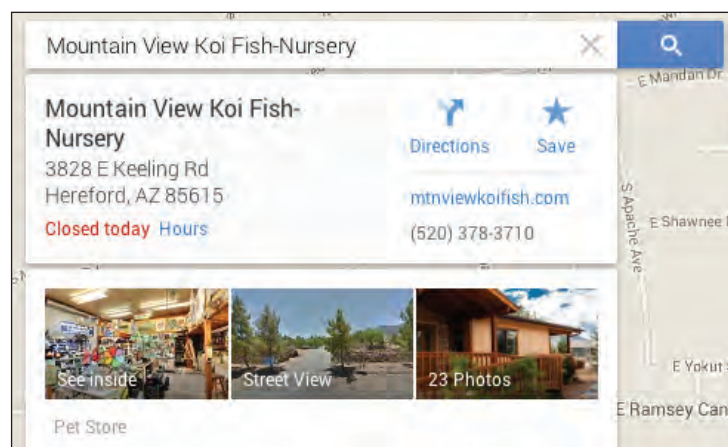 Mountain View Koi Fish-Nursery
E Mandan Dr
Mountain View Koi Fish-
Nursery
3828 E Keeling Rd
Hereford, AZ 85615
Closed today Hours
Directions Save
mtnviewkoifish.com
(520) 378-3710
S Apache Ave
E Shawnee
See inside
Street View
23 Photos
E Yokut
E Ramsey Can
Pet Store